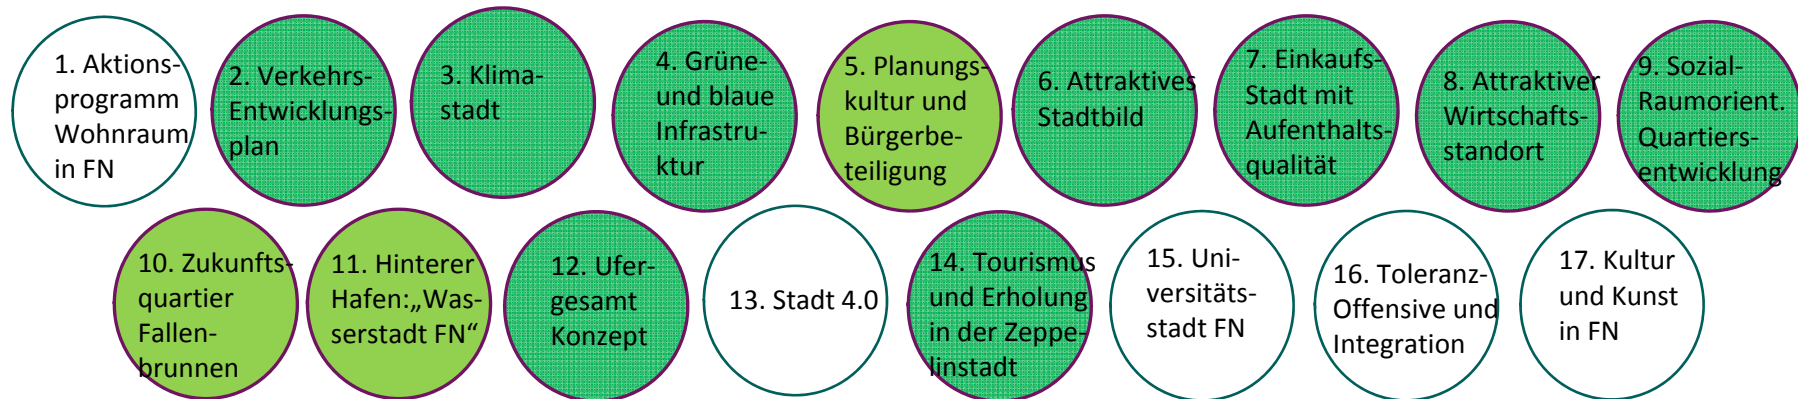 1. Aktions-
programm
Wohnraum
in FN
2. Verkehrs-
Entwicklungs-
plan
3. Klima-
stadt
4. Grüne-
und blaue
Infrastru-
ktur
5. Planungs-
kultur und
Bürgerbe-
teiligung
6. Attraktives
Stadtbild
7. Einkaufs-
Stadt mit
Aufenthalts-
qualität
8. Attraktiver
Wirtschafts-
standort
9. Sozial-
Raumorient.
Quartiers-
entwicklung
10. Zukunfts-
quartier
Fallen-
brunnen
11. Hinterer
Hafen:„Was-
serstadt FN“
12. Ufer-
gesamt
Konzept
13. Stadt 4.0
14. Tourismus
und Erholung
in der Zeppe-
linstadt
15. Uni-
versitäts-
stadt FN
16. Toleranz-
Offensive und
Integration
17. Kultur
und Kunst
in FN